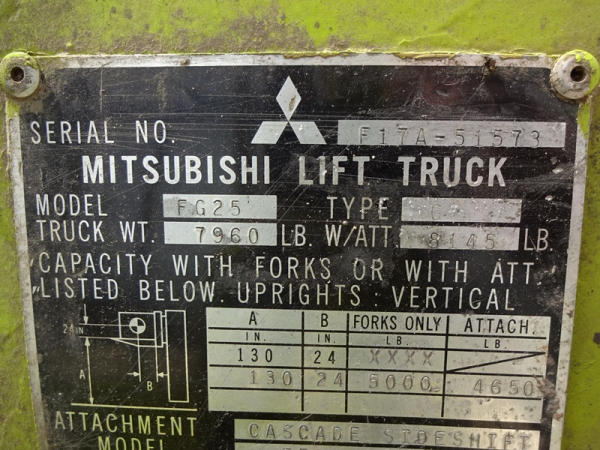 SERIAL NO. F17A-51573
MITSUBISHI LIFT TRUCK
MODEL FG25 TYPE G
TRUCK WT. 7960 LB. W/ATT. 8145 LB.
CAPACITY WITH FORKS OR WITH ATT.
LISTED BELOW. UPRIGHTS: VERTICAL
A B FORKS ONLY ATTACH.
IN. IN. LB. LB.
130 24 XXXX
130 24 5000 4650
24 IN.
A B
ATTACHMENT CASCADE SIDESHIFT
MODEL